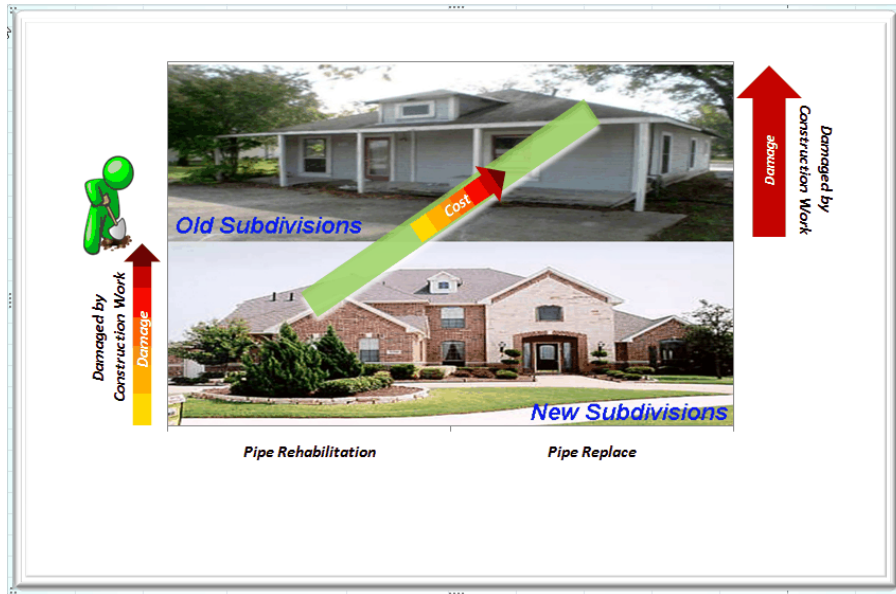 Old Subdivisions
Cost
New Subdivisions
Damaged by
Construction Work
Damage
Damage
Damaged by
Construction Work
Pipe Rehabilitation
Pipe Replace